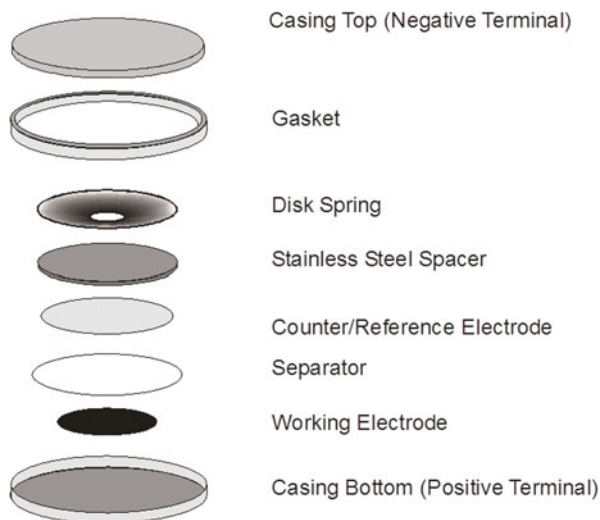 Casing Top (Negative Terminal)
Gasket
Disk Spring
Stainless Steel Spacer
Counter/Reference Electrode
Separator
Working Electrode
Casing Bottom (Positive Terminal)